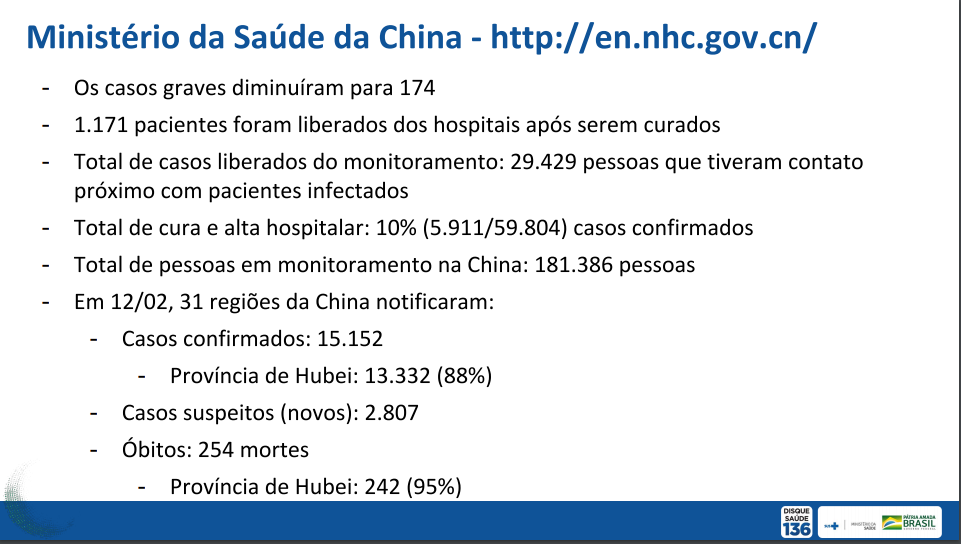 Ministério da Saúde da China - http://en.nhc.gov.cn/
- Os casos graves diminuíram para 174
- 1.171 pacientes foram liberados dos hospitais após serem curados
- Total de casos liberados do monitoramento: 29.429 pessoas que tiveram contato
próximo com pacientes infectados
- Total de cura e alta hospitalar: 10% (5.911/59.804) casos confirmados
- Total de pessoas em monitoramento na China: 181.386 pessoas
- Em 12/02, 31 regiões da China notificaram:
- Casos confirmados: 15.152
- Província de Hubei: 13.332 (88%)
- Casos suspeitos (novos): 2.807
- Óbitos: 254 mortes
- Província de Hubei: 242 (95%)
DISQUE
SAÚDE
136
SUS
MINISTÉRIO DA
SAÚDE
PÁTRIA AMADA
BRASIL
GOVERNO FEDERAL